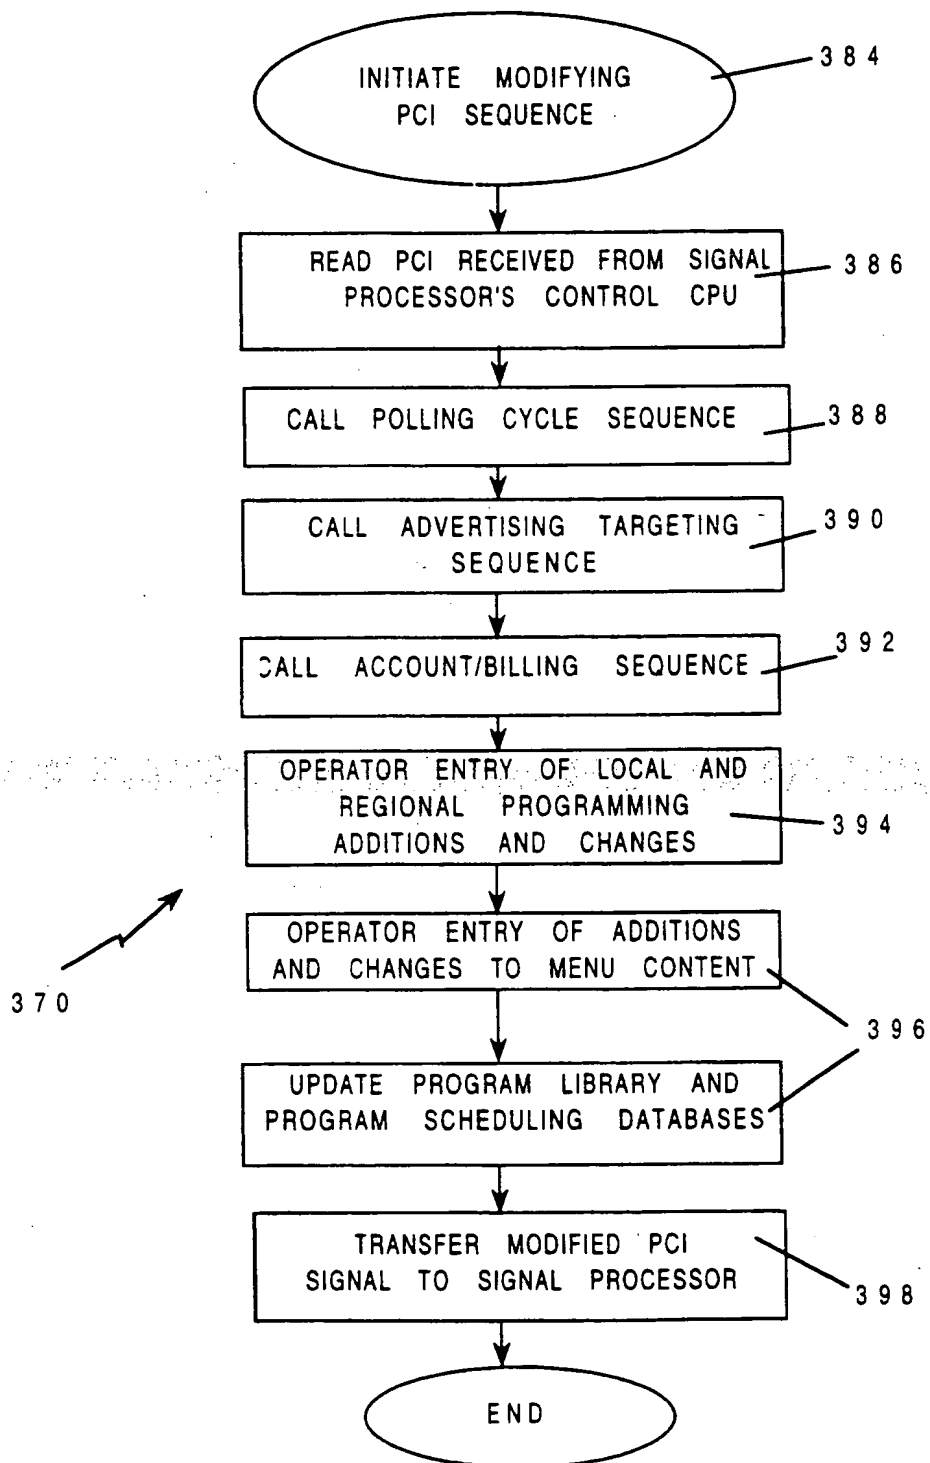 INITIATE MODIFYING
PCI SEQUENCE
384
READ PCI RECEIVED FROM SIGNAL
PROCESSOR'S CONTROL CPU
386
CALL POLLING CYCLE SEQUENCE
388
CALL ADVERTISING TARGETING
SEQUENCE
390
CALL ACCOUNT/BILLING SEQUENCE
392
OPERATOR ENTRY OF LOCAL AND
REGIONAL PROGRAMMING
ADDITIONS AND CHANGES
394
OPERATOR ENTRY OF ADDITIONS
AND CHANGES TO MENU CONTENT
370
396
UPDATE PROGRAM LIBRARY AND
PROGRAM SCHEDULING DATABASES
TRANSFER MODIFIED PCI
SIGNAL TO SIGNAL PROCESSOR
398
END